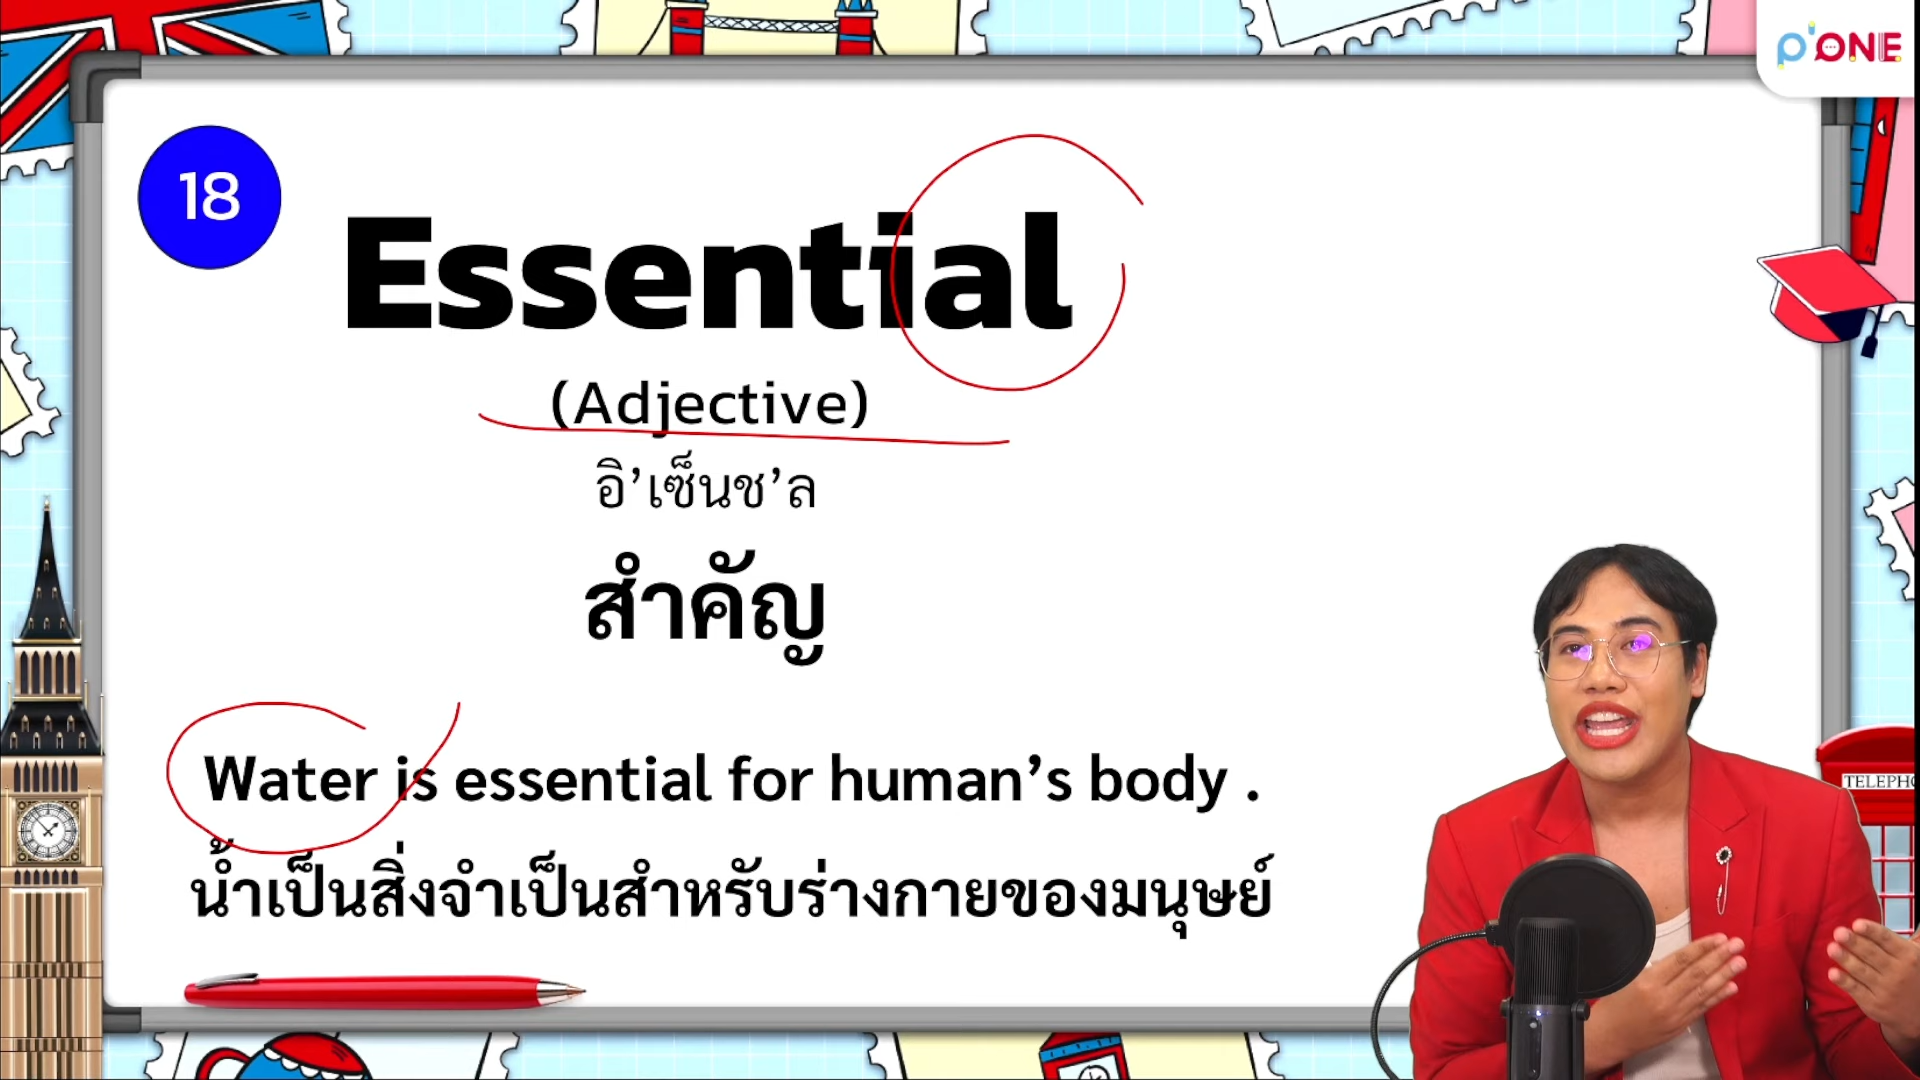 P'ONE
18
Essential
(Adjective)
อิ’เซ็นช’ล
สำคัญ
Water is essential for human’s body .
น้ำเป็นสิ่งจำเป็นสำหรับร่างกายของมนุษย์
TELEPHO